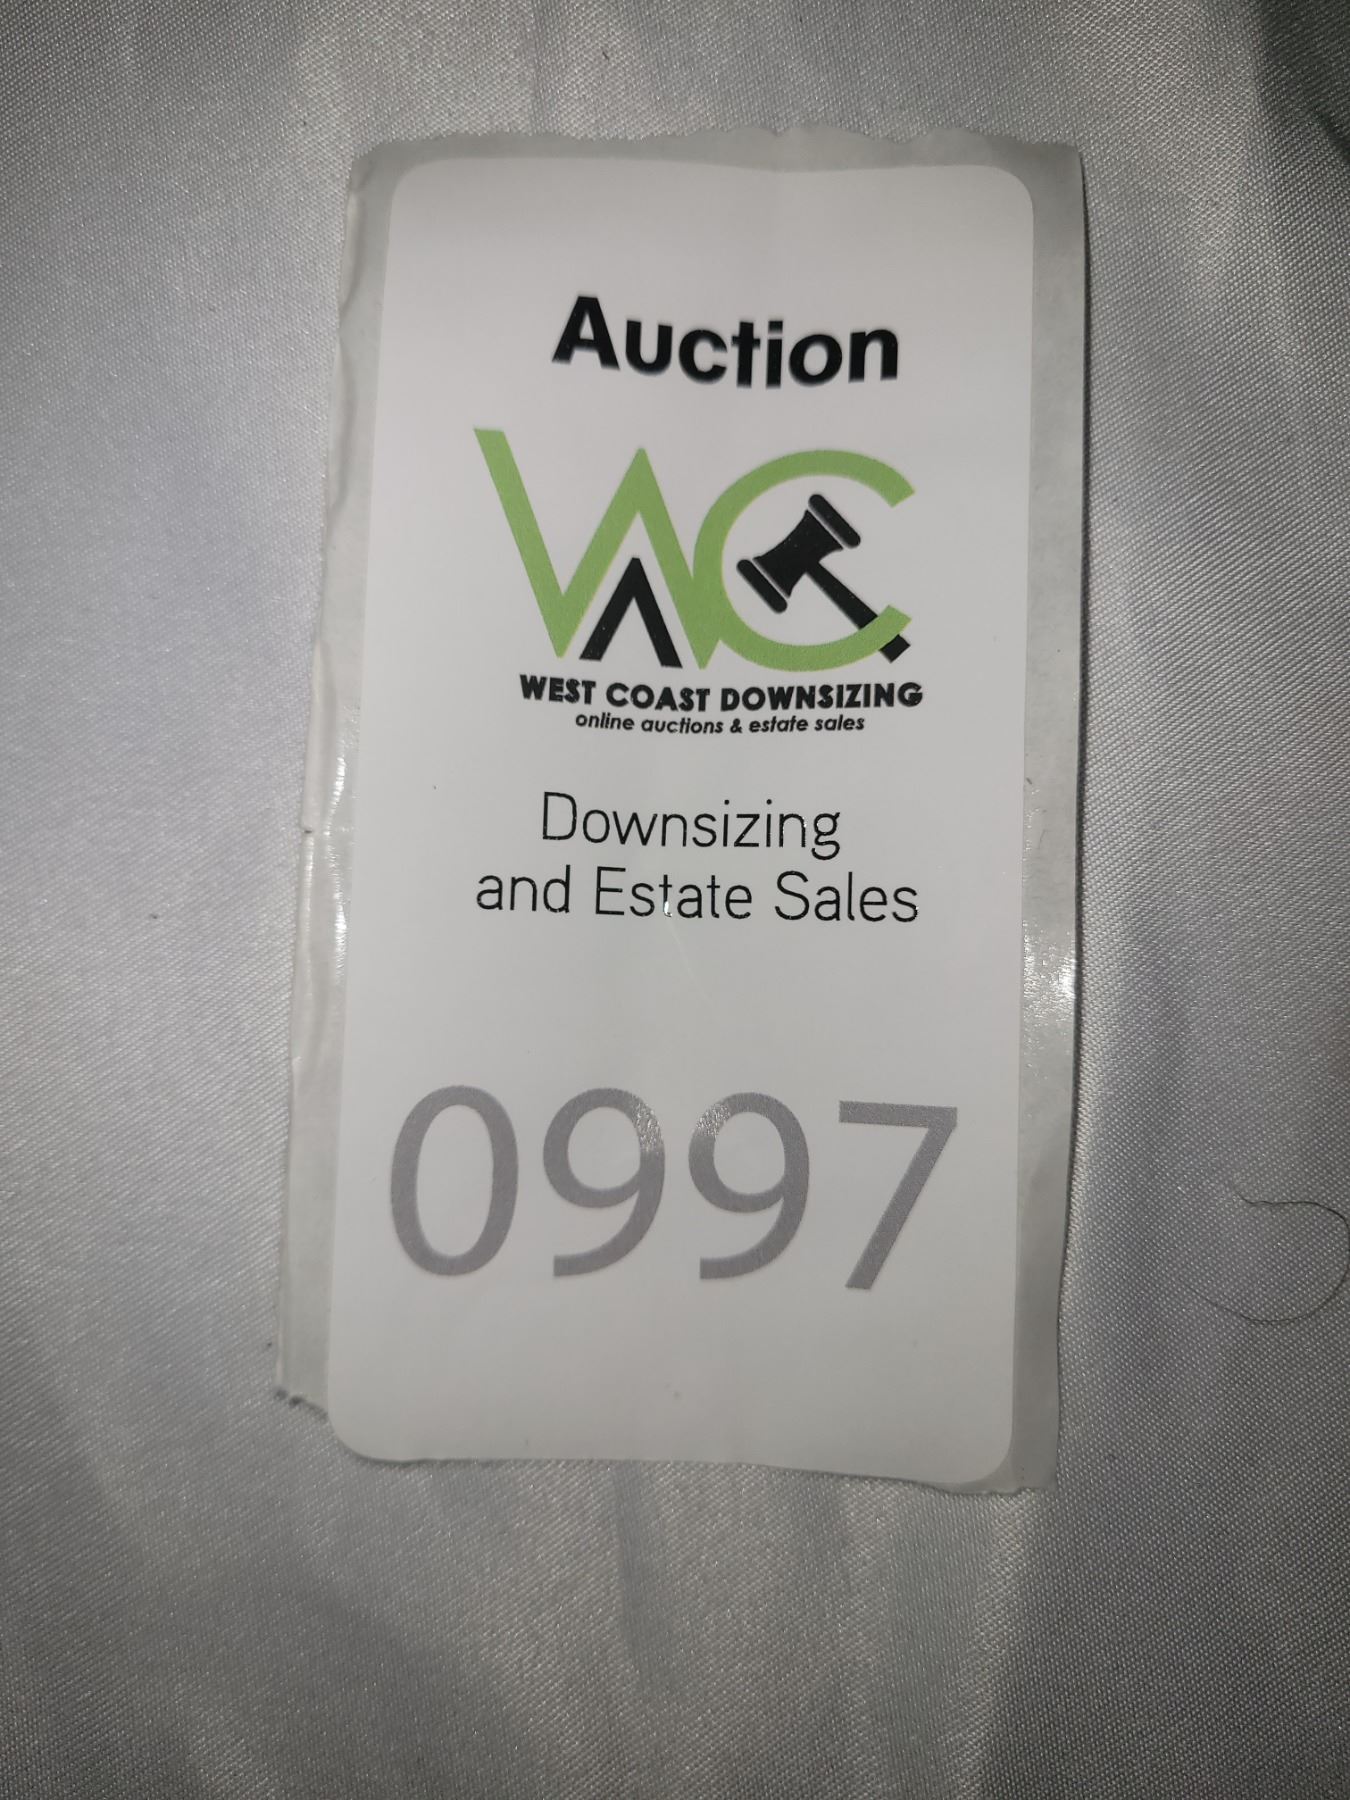 Auction
WC
WEST COAST DOWNSIZING
online auctions & estate sales
Downsizing
and Estate Sales
0997